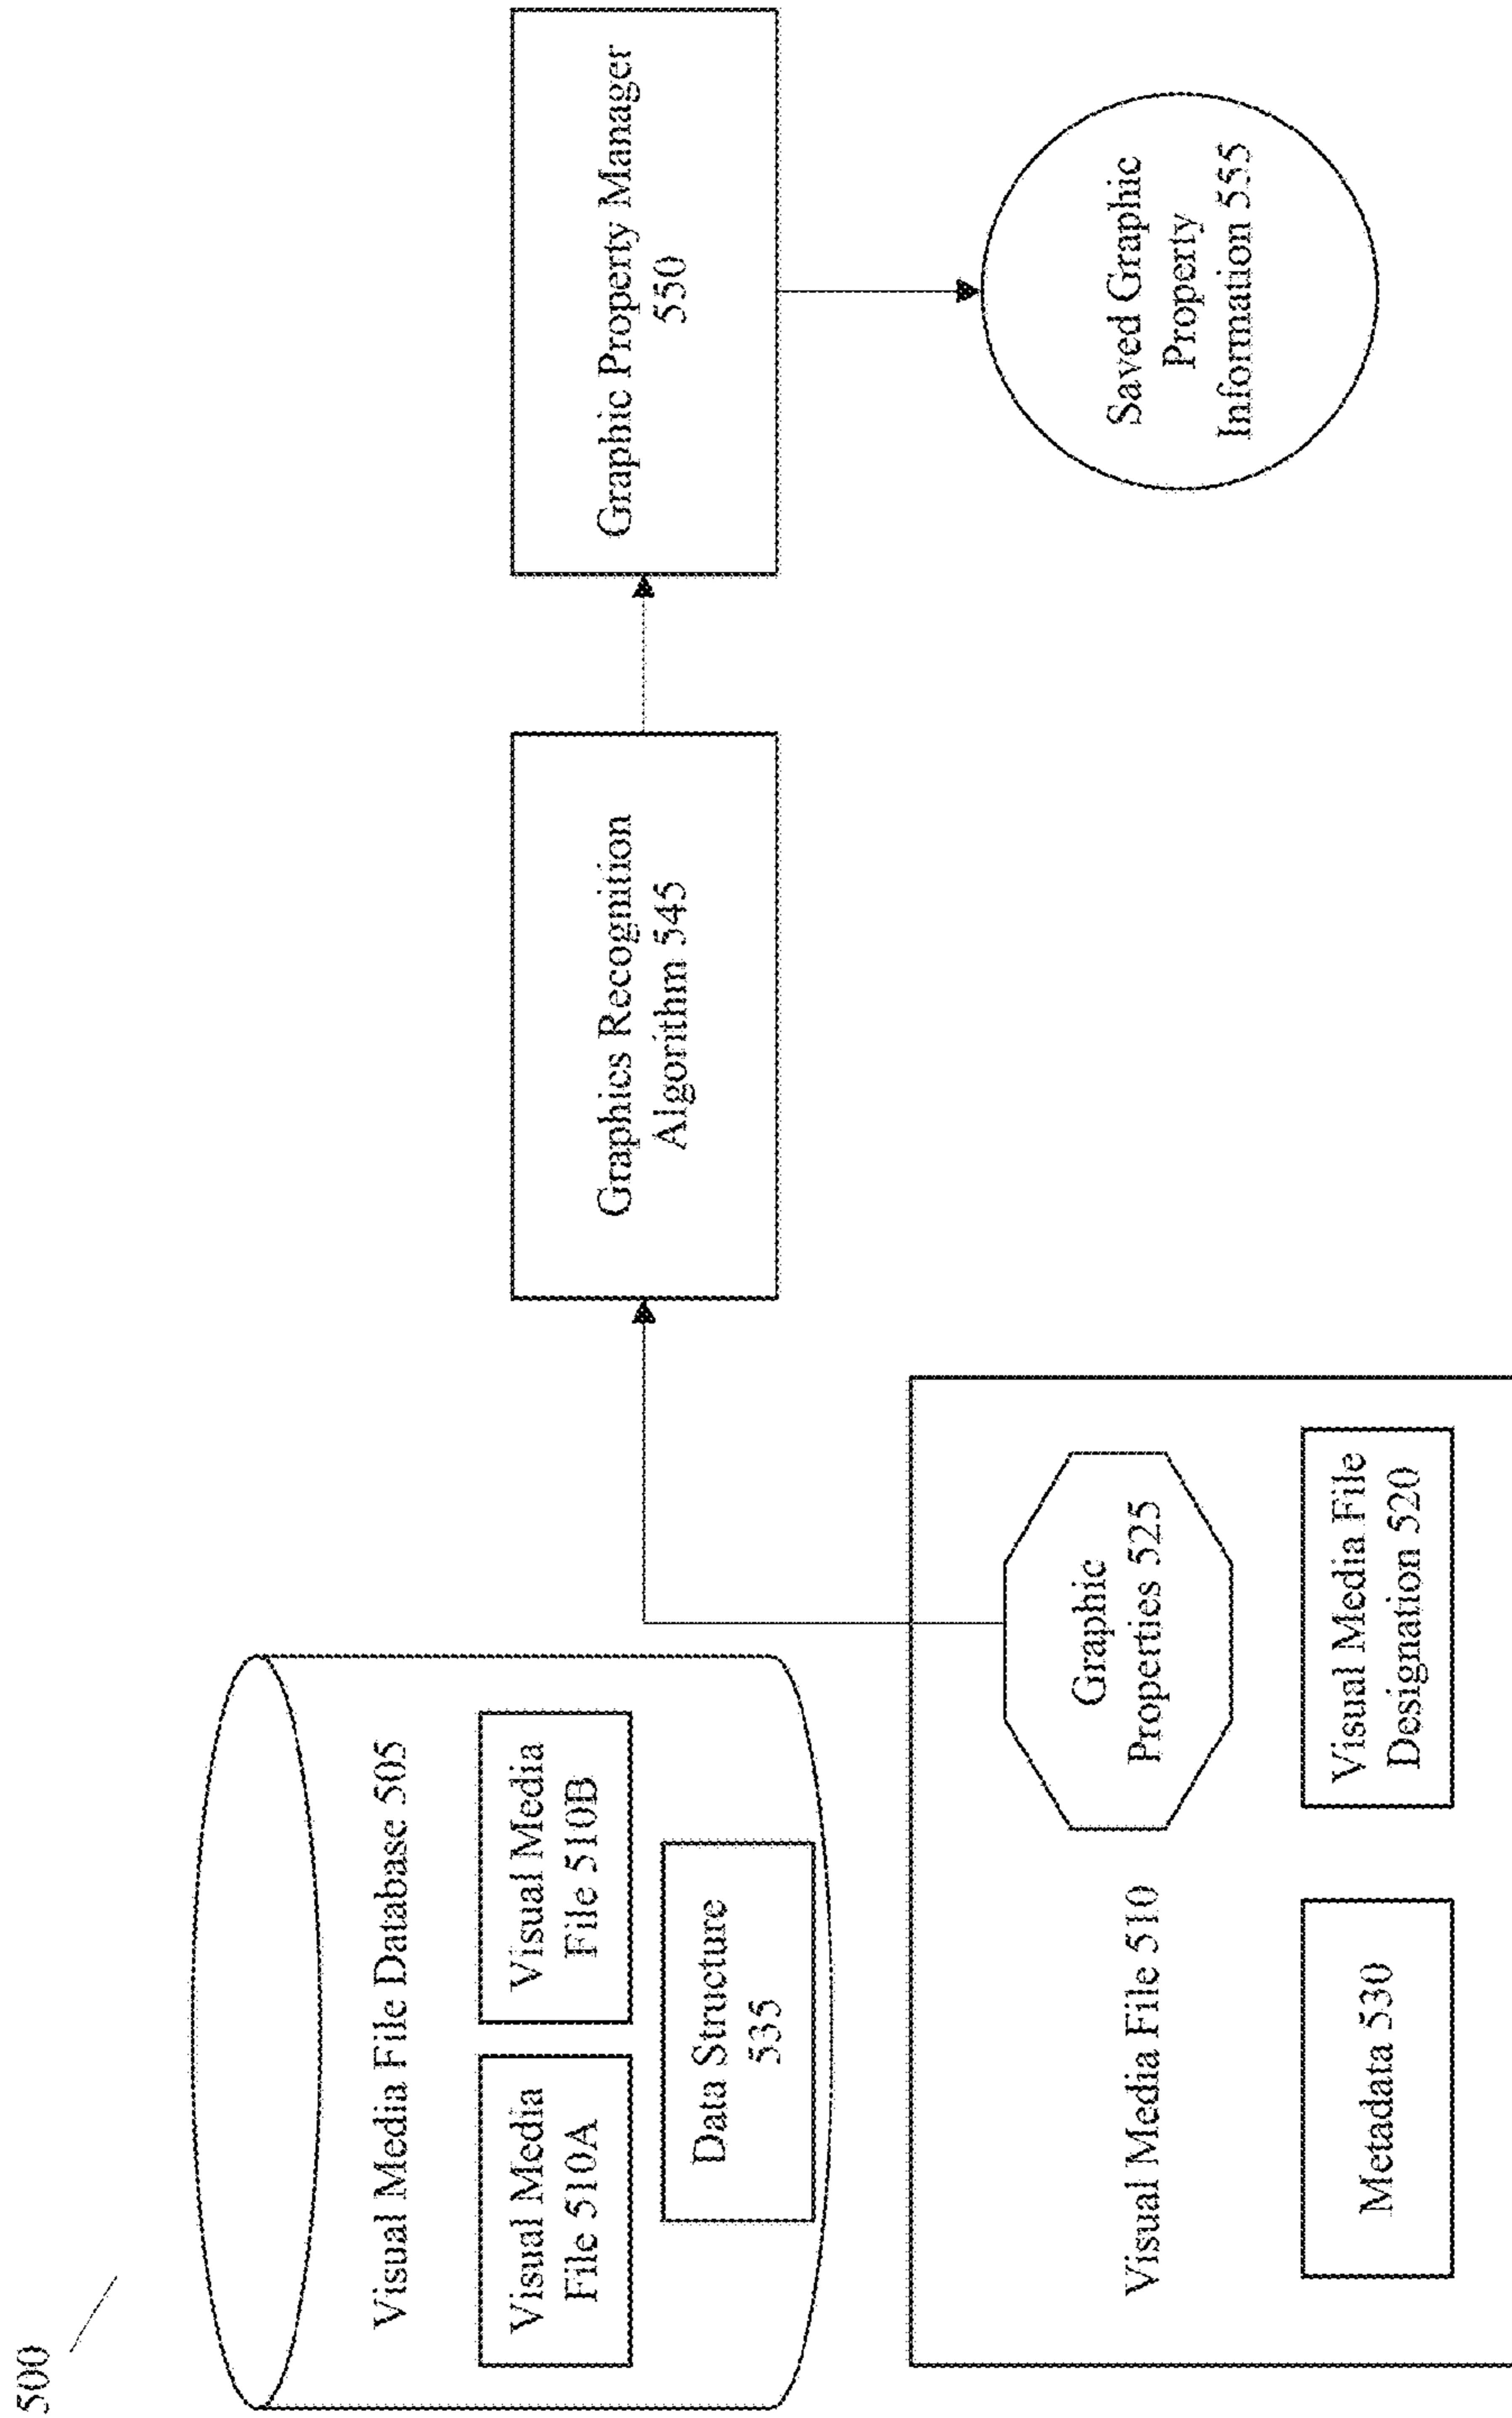 500
Visual Media File Database 505
Visual Media
File 510A
Visual Media
File 510B
Data Structure
535
Visual Media File 510
Graphic
Properties 525
Metadata 530
Visual Media File
Designation 520
Graphics Recognition
Algorithm 545
Graphic Property Manager
550
Saved Graphic
Property
Information 555